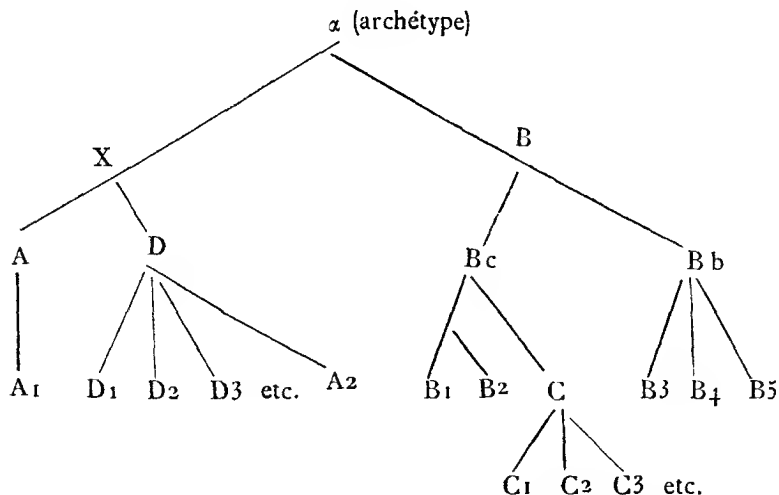 α (archétype)
X B
A D Bc Bb
A1 D1 D2 D3 etc. A2 B1 B2 C B3 B4 B5
C1 C2 C3 etc.